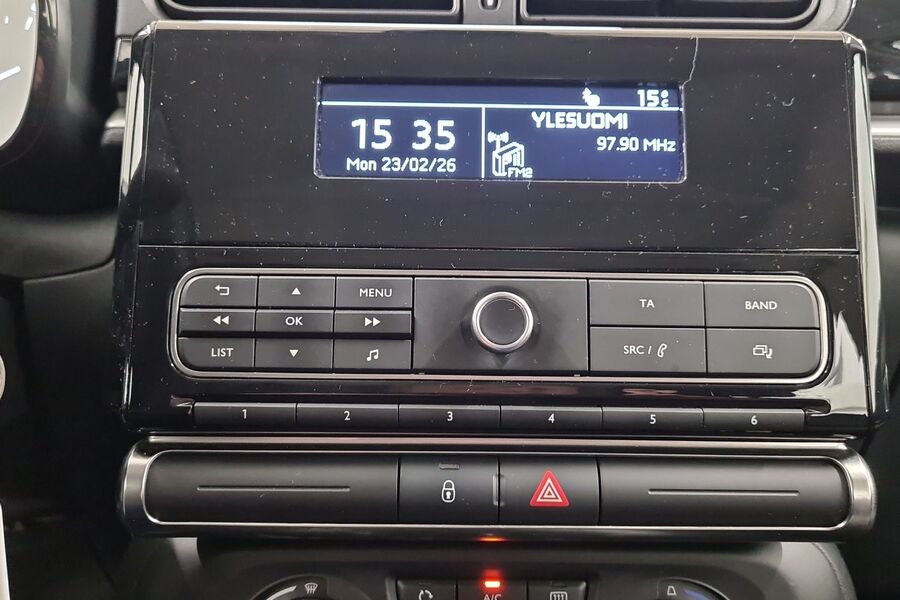 15°C
15 35
Mon 23/02/26
YLESUOMI
97.90 MHz
FM2
MENU
TA
BAND
OK
LIST
SRC /
1 2 3 4 5 6
A/C